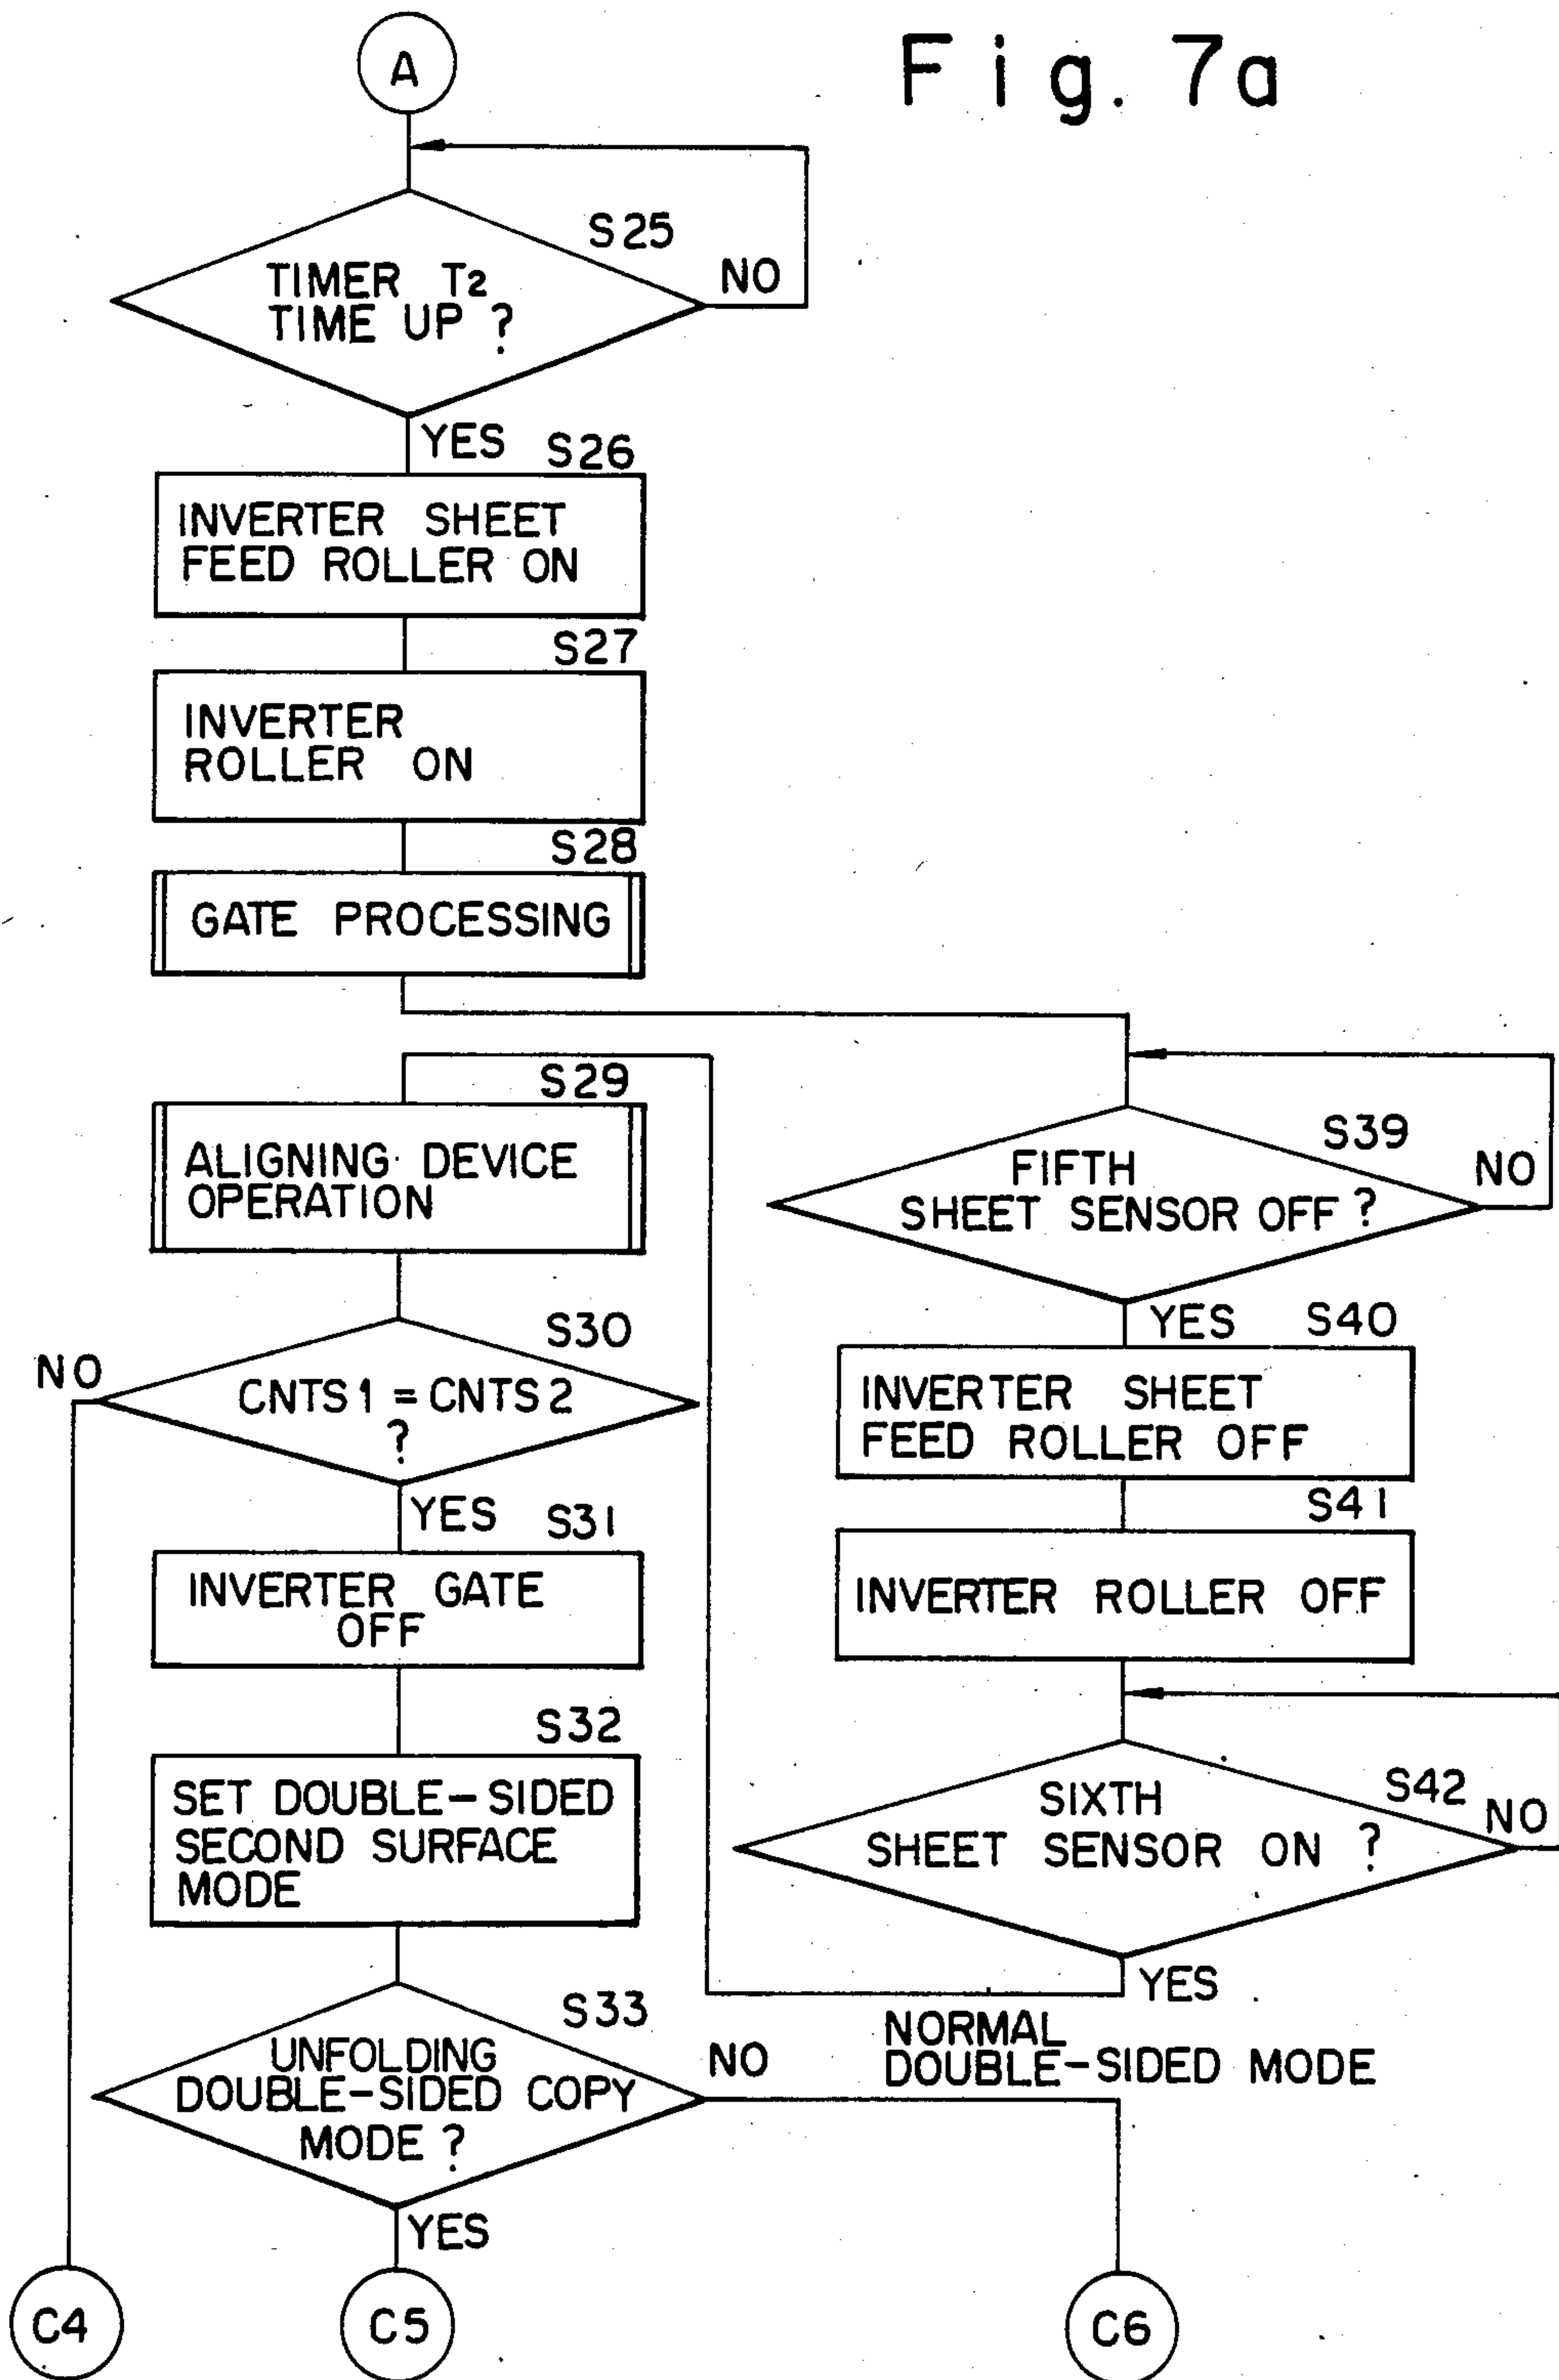 Fig. 7a
A
S25
TIMER T2
TIME UP ?
NO
YES
S26
INVERTER SHEET
FEED ROLLER ON
S27
INVERTER
ROLLER ON
S28
GATE PROCESSING
S29
ALIGNING DEVICE
OPERATION
S30
NO
CNTS1 = CNTS2
?
YES
S31
INVERTER GATE
OFF
S32
SET DOUBLE-SIDED
SECOND SURFACE
MODE
S33
UNFOLDING
DOUBLE-SIDED COPY
MODE ?
NO
YES
NORMAL
DOUBLE-SIDED MODE
S39
FIFTH
SHEET SENSOR OFF ?
NO
YES
S40
INVERTER SHEET
FEED ROLLER OFF
S41
INVERTER ROLLER OFF
S42
SIXTH
SHEET SENSOR ON ?
NO
YES
C4
C5
C6